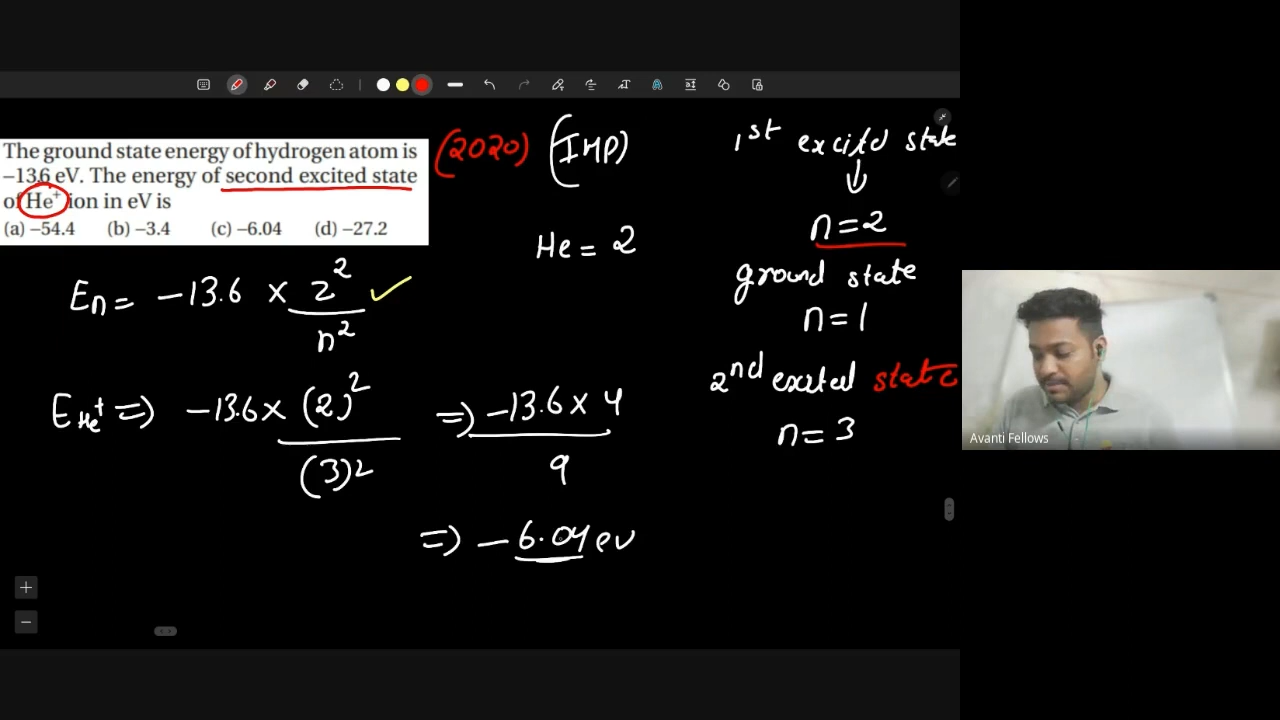 The ground state energy of hydrogen atom is
–13.6 eV. The energy of second excited state
of He⁺ ion in eV is
(a) –54.4 (b) –3.4 (c) –6.04 (d) –27.2
(2020) (IMP)
He = 2
En = –13.6 × z²/n²
E He⁺ => –13.6 × (2)²/(3)² => –13.6 × 4/9
=> –6.04 ev
1st excited state
↓
n = 2
ground state
n = 1
2nd exited state
n = 3
Avanti Fellows